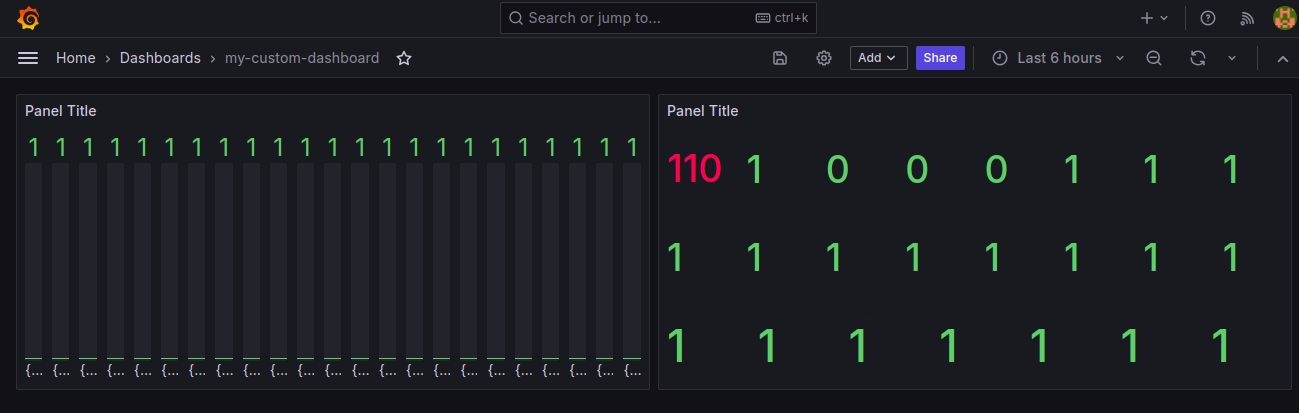 Search or jump to... ctrl+k
Home › Dashboards › my-custom-dashboard Add Share Last 6 hours
Panel Title
1 1 1 1 1 1 1 1 1 1 1 1 1 1 1 1 1 1 1 1 1 1 1
{... {... {... {... {... {... {... {... {... {... {... {... {... {... {... {... {... {... {... {... {... {... {...
Panel Title
110 1 0 0 0 1 1 1
1 1 1 1 1 1 1 1
1 1 1 1 1 1 1